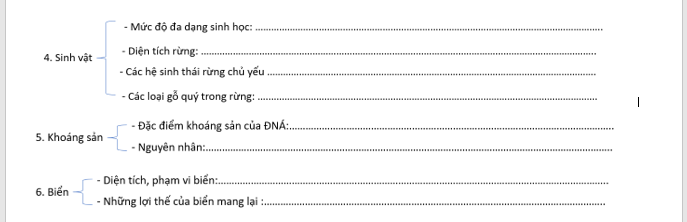 - Mức độ đa dạng sinh học: ........................................
4. Sinh vật
- Diện tích rừng: ........................................
- Các hệ sinh thái rừng chủ yếu ........................................
- Các loại gỗ quý trong rừng: ........................................
- Đặc điểm khoáng sản của ĐNÁ:........................................
5. Khoáng sản
- Nguyên nhân:........................................
- Diện tích, phạm vi biển:........................................
6. Biển
- Những lợi thế của biển mang lại :........................................